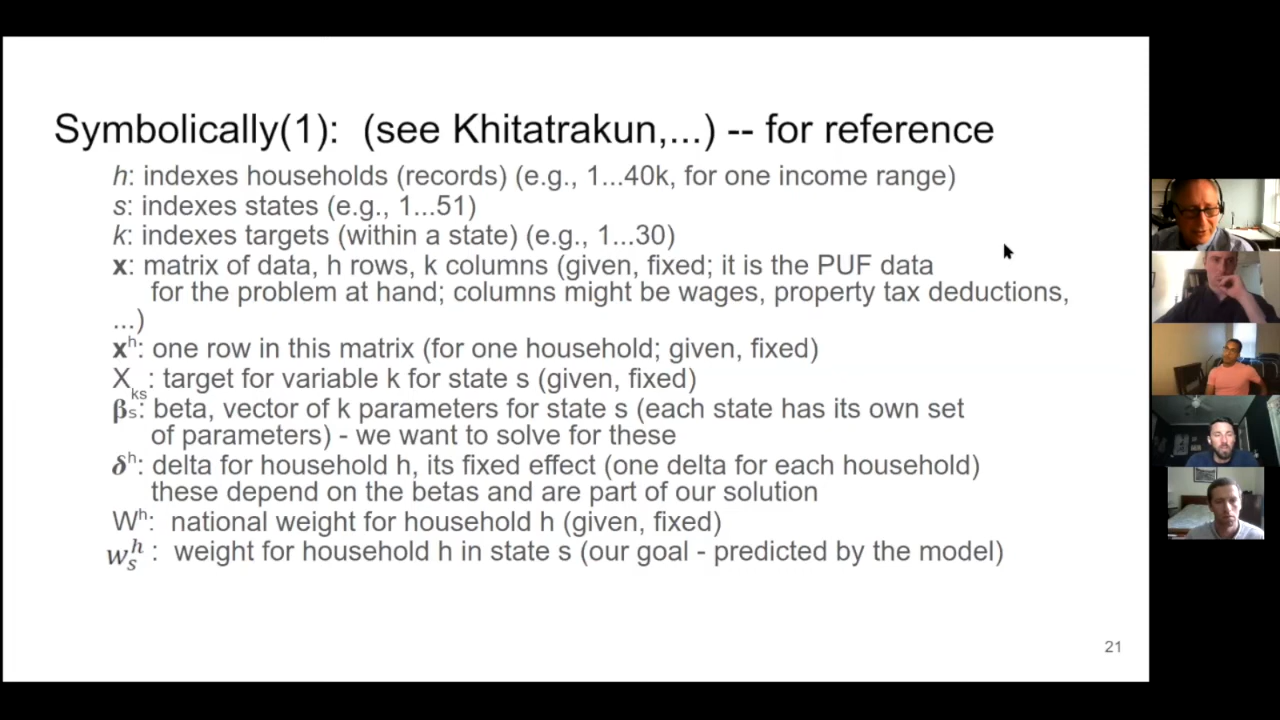 Symbolically(1):  (see Khitatrakun,...) -- for reference
h: indexes households (records) (e.g., 1...40k, for one income range)
s: indexes states (e.g., 1...51)
k: indexes targets (within a state) (e.g., 1...30)
x: matrix of data, h rows, k columns (given, fixed; it is the PUF data
for the problem at hand; columns might be wages, property tax deductions,
...)
xʰ: one row in this matrix (for one household; given, fixed)
Xₖₛ: target for variable k for state s (given, fixed)
βₛ: beta, vector of k parameters for state s (each state has its own set
of parameters) - we want to solve for these
δʰ: delta for household h, its fixed effect (one delta for each household)
these depend on the betas and are part of our solution
Wʰ:  national weight for household h (given, fixed)
wₛʰ :  weight for household h in state s (our goal - predicted by the model)
21